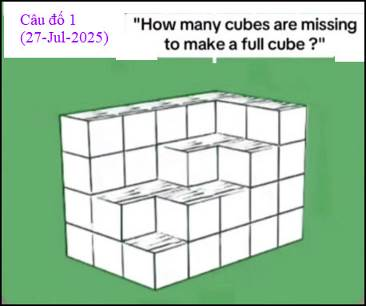 Câu đố 1
(27-Jul-2025)
"How many cubes are missing
to make a full cube ?"